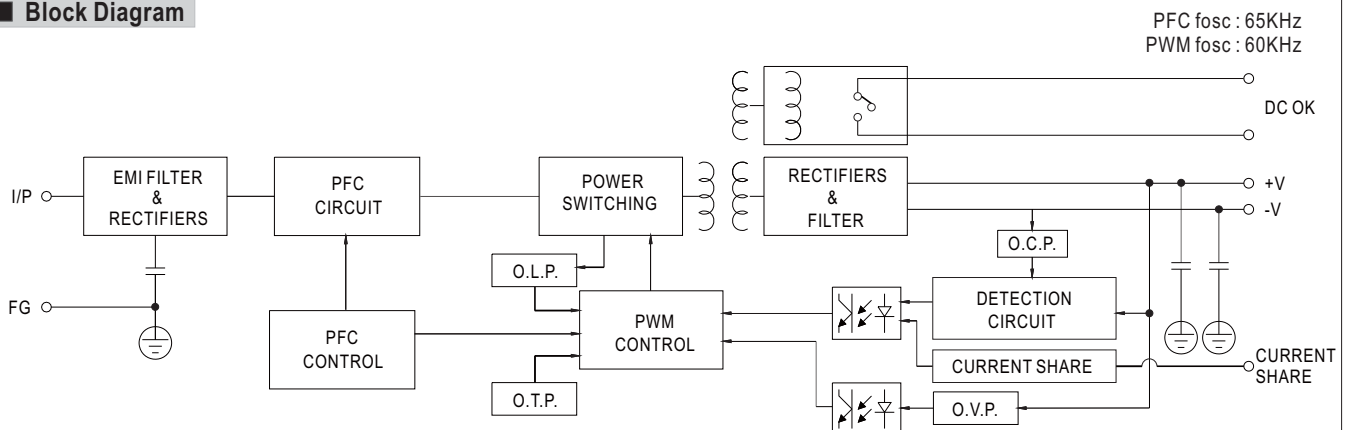 Block Diagram
PFC fosc : 65KHz
PWM fosc : 60KHz
DC OK
I/P
EMI FILTER
&
RECTIFIERS
PFC
CIRCUIT
POWER
SWITCHING
RECTIFIERS
&
FILTER
+V
-V
O.C.P.
O.L.P.
FG
PFC
CONTROL
PWM
CONTROL
DETECTION
CIRCUIT
CURRENT SHARE
CURRENT
SHARE
O.T.P.
O.V.P.